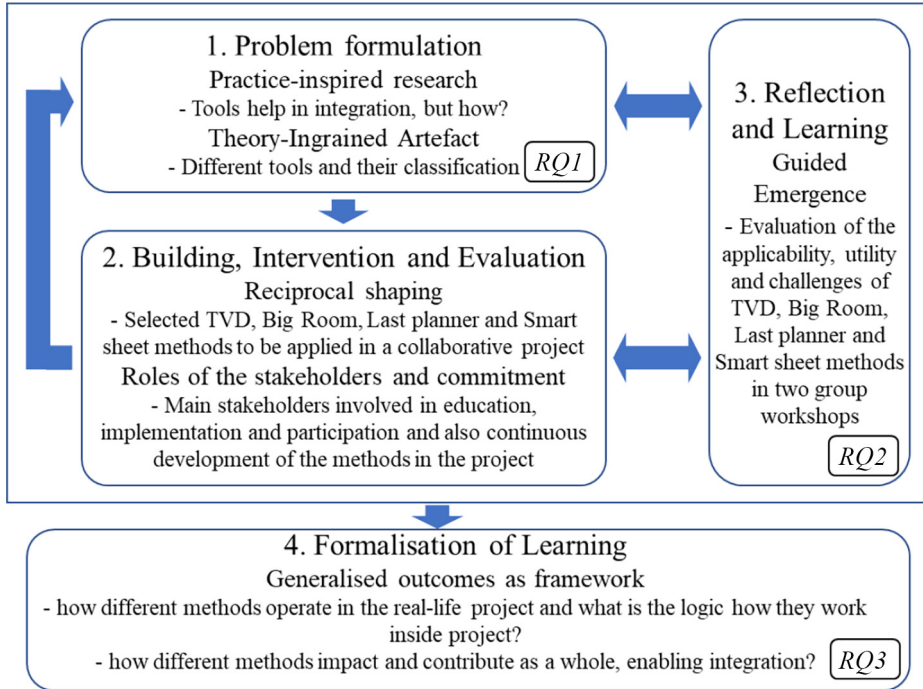 1. Problem formulation
Practice-inspired research
- Tools help in integration, but how?
Theory-Ingrained Artefact
- Different tools and their classification
RQ1
2. Building, Intervention and Evaluation
Reciprocal shaping
- Selected TVD, Big Room, Last planner and Smart
sheet methods to be applied in a collaborative project
Roles of the stakeholders and commitment
- Main stakeholders involved in education,
implementation and participation and also continuous
development of the methods in the project
3. Reflection
and Learning
Guided
Emergence
- Evaluation of the
applicability, utility
and challenges of
TVD, Big Room,
Last planner and
Smart sheet methods
in two group
workshops
RQ2
4. Formalisation of Learning
Generalised outcomes as framework
- how different methods operate in the real-life project and what is the logic how they work
inside project?
- how different methods impact and contribute as a whole, enabling integration?
RQ3